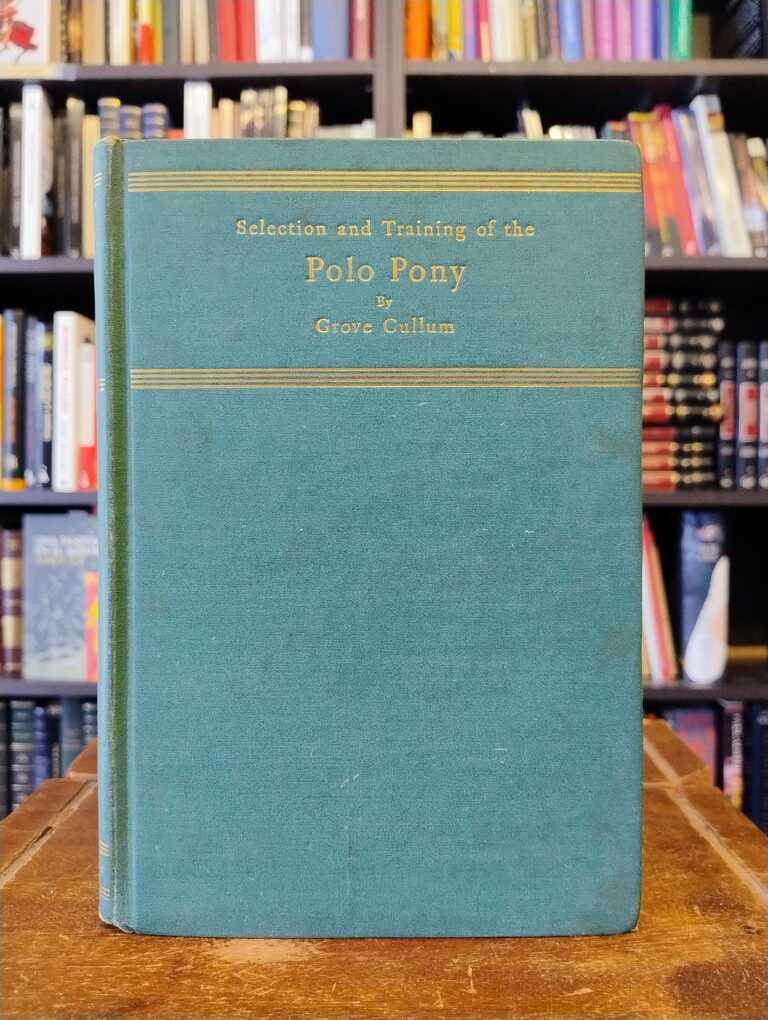 Selection and Training of the
Polo Pony
By
Grove Cullum